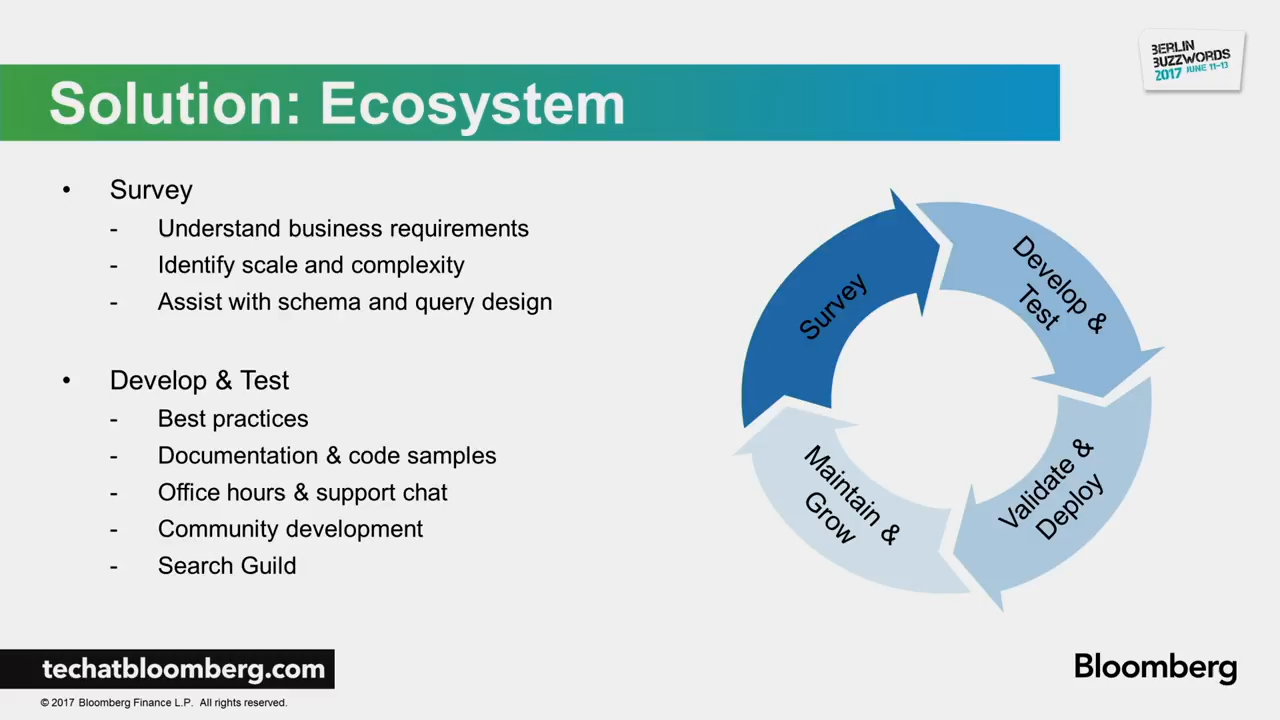 BERLIN
BUZZWORDS
2017 JUNE 11-13
Solution: Ecosystem
• Survey
- Understand business requirements
- Identify scale and complexity
- Assist with schema and query design
• Develop & Test
- Best practices
- Documentation & code samples
- Office hours & support chat
- Community development
- Search Guild
Survey
Develop &
Test
Validate &
Deploy
Maintain &
Grow
techatbloomberg.com
Bloomberg
© 2017 Bloomberg Finance L.P. All rights reserved.